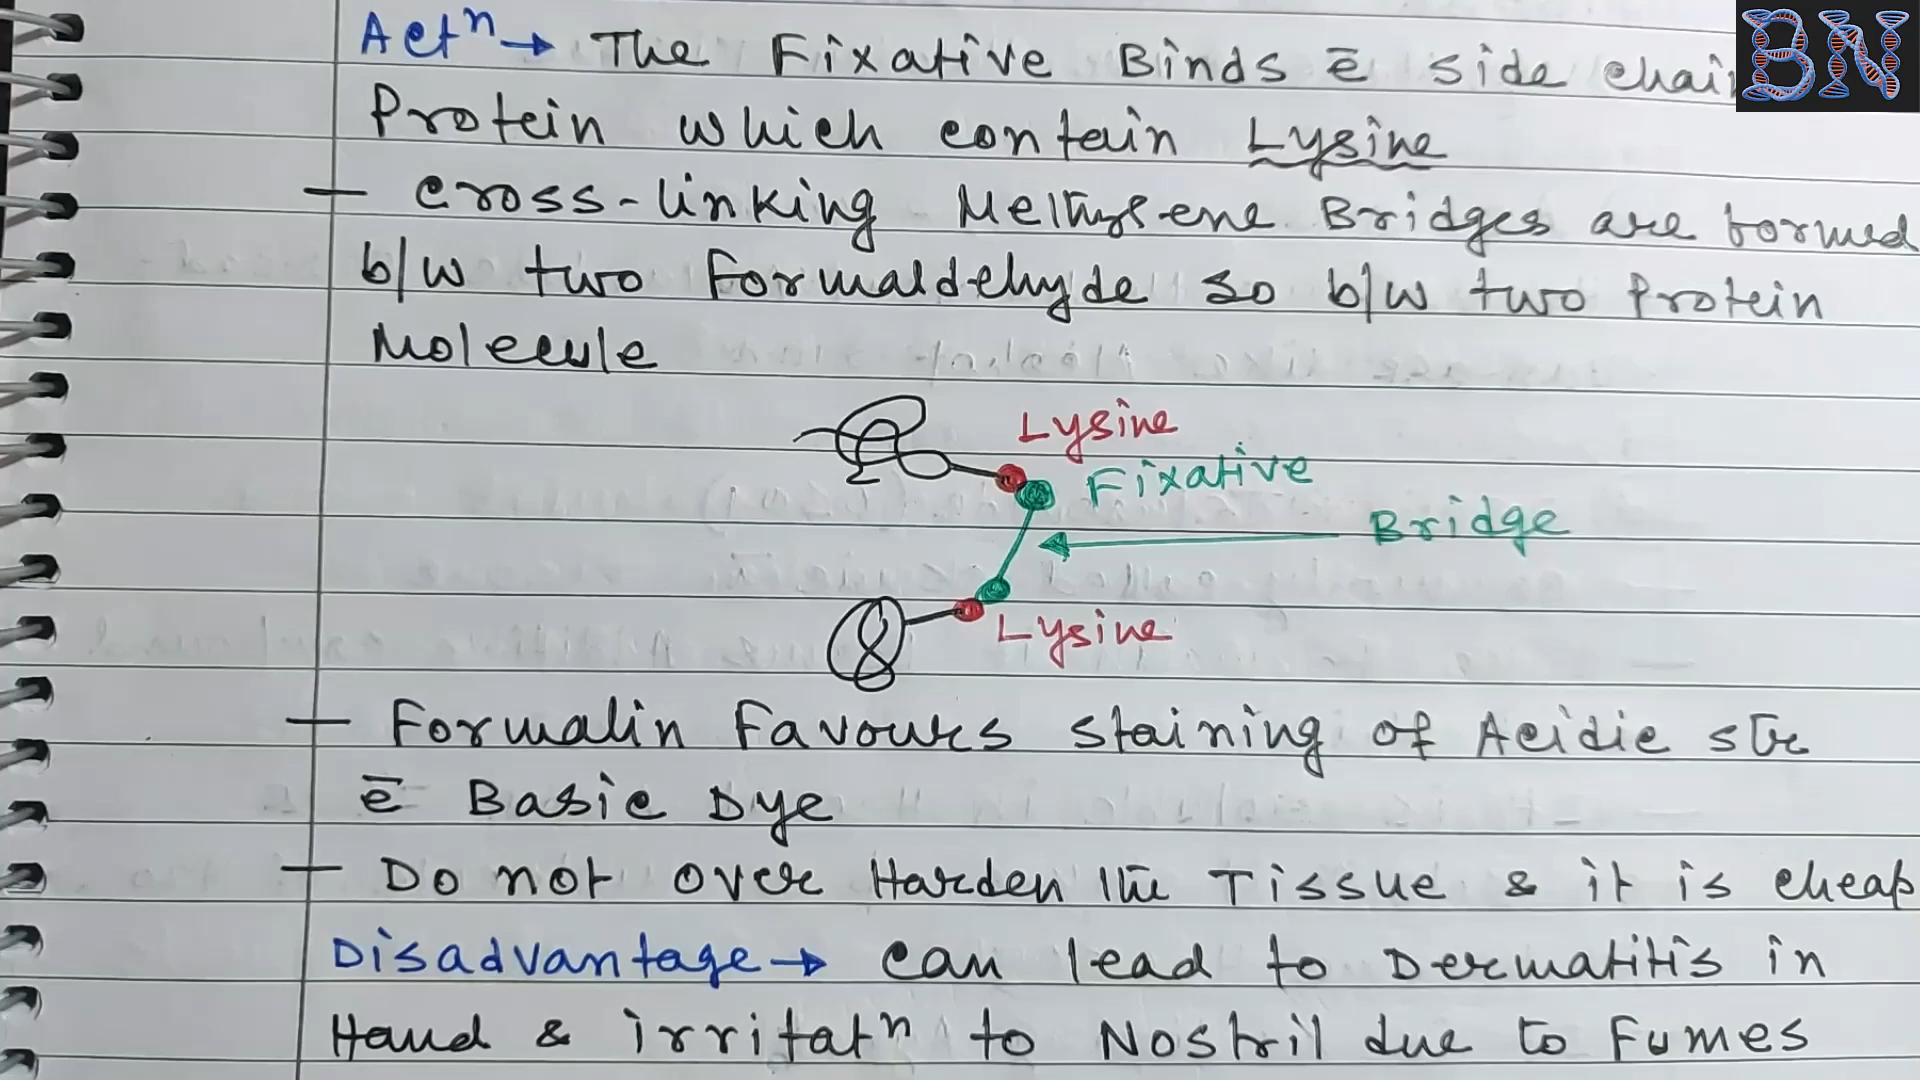 BN
Actⁿ → The Fixative Binds c̄ side chain
Protein which contain Lysine
– cross-linking Methylene Bridges are formed
b/w two Formaldehyde so b/w two Protein
Molecule
Lysine
Fixative
Bridge
Lysine
– Formalin Favours staining of Acidic str
c̄ Basic Dye
– Do not over Harden the Tissue & it is cheap
Disadvantage → can lead to Dermatitis in
Hand & irritatⁿ to Nostril due to Fumes